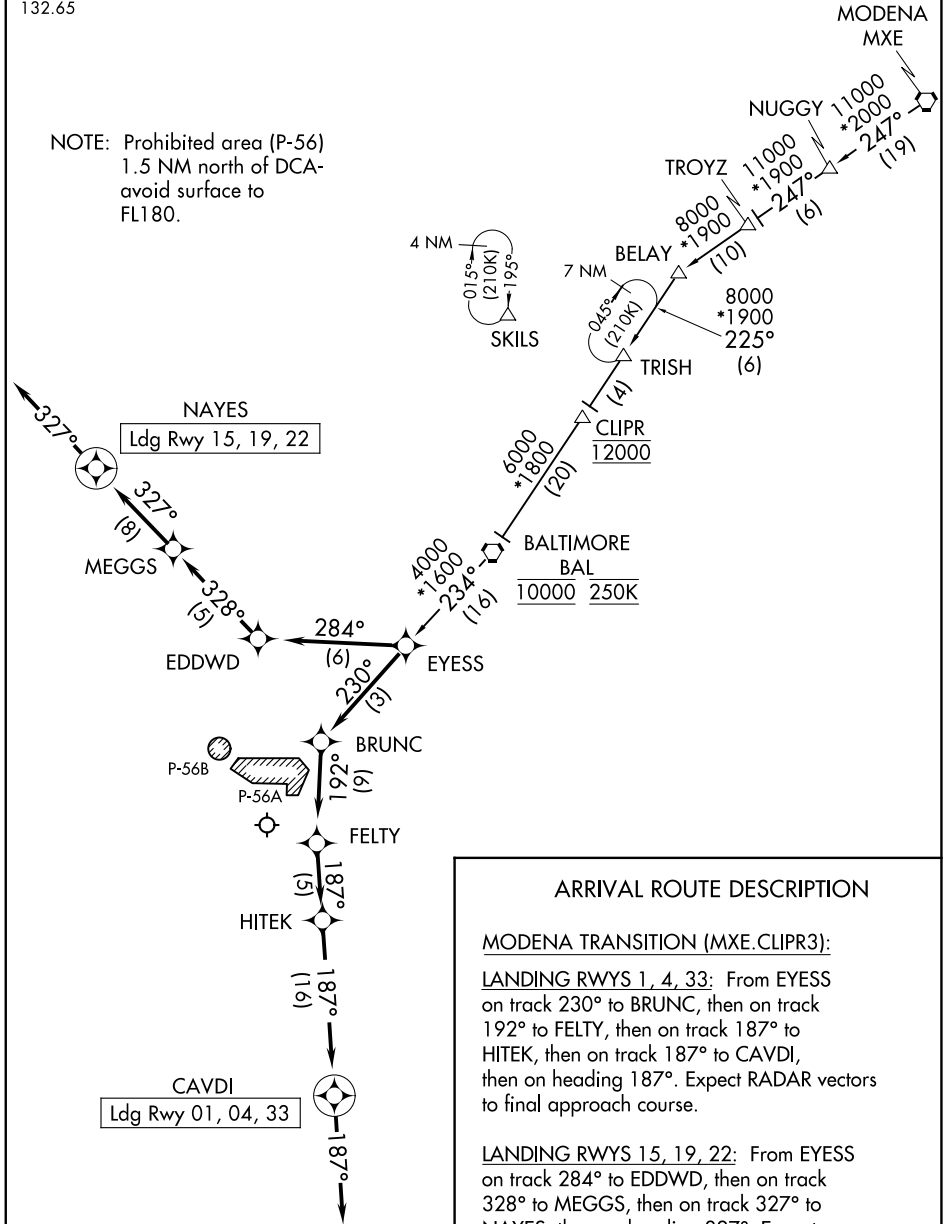 132.65
MODENA
MXE
NOTE: Prohibited area (P-56)
1.5 NM north of DCA-
avoid surface to
FL180.
11000
*2000
247°
(19)
NUGGY
11000
*1900
247°
(6)
TROYZ
8000
*1900
(10)
BELAY
4 NM
015°
(210K)
195°
SKILS
7 NM
045°
(210K)
8000
*1900
225°
(6)
TRISH
(4)
CLIPR
12000
6000
*1800
(20)
327°
NAYES
Ldg Rwy 15, 19, 22
327°
(8)
MEGGS
328°
(5)
EDDWD
BALTIMORE
BAL
10000 250K
4000
*1600
234°
(16)
284°
(6)
EYESS
230°
(3)
BRUNC
P-56B
P-56A
192°
(9)
FELTY
187°
(5)
HITEK
187°
(16)
CAVDI
Ldg Rwy 01, 04, 33
187°
ARRIVAL ROUTE DESCRIPTION
MODENA TRANSITION (MXE.CLIPR3):
LANDING RWYS 1, 4, 33: From EYESS
on track 230° to BRUNC, then on track
192° to FELTY, then on track 187° to
HITEK, then on track 187° to CAVDI,
then on heading 187°. Expect RADAR vectors
to final approach course.
LANDING RWYS 15, 19, 22: From EYESS
on track 284° to EDDWD, then on track
328° to MEGGS, then on track 327° to
NAYES, then on heading 327°. Expect